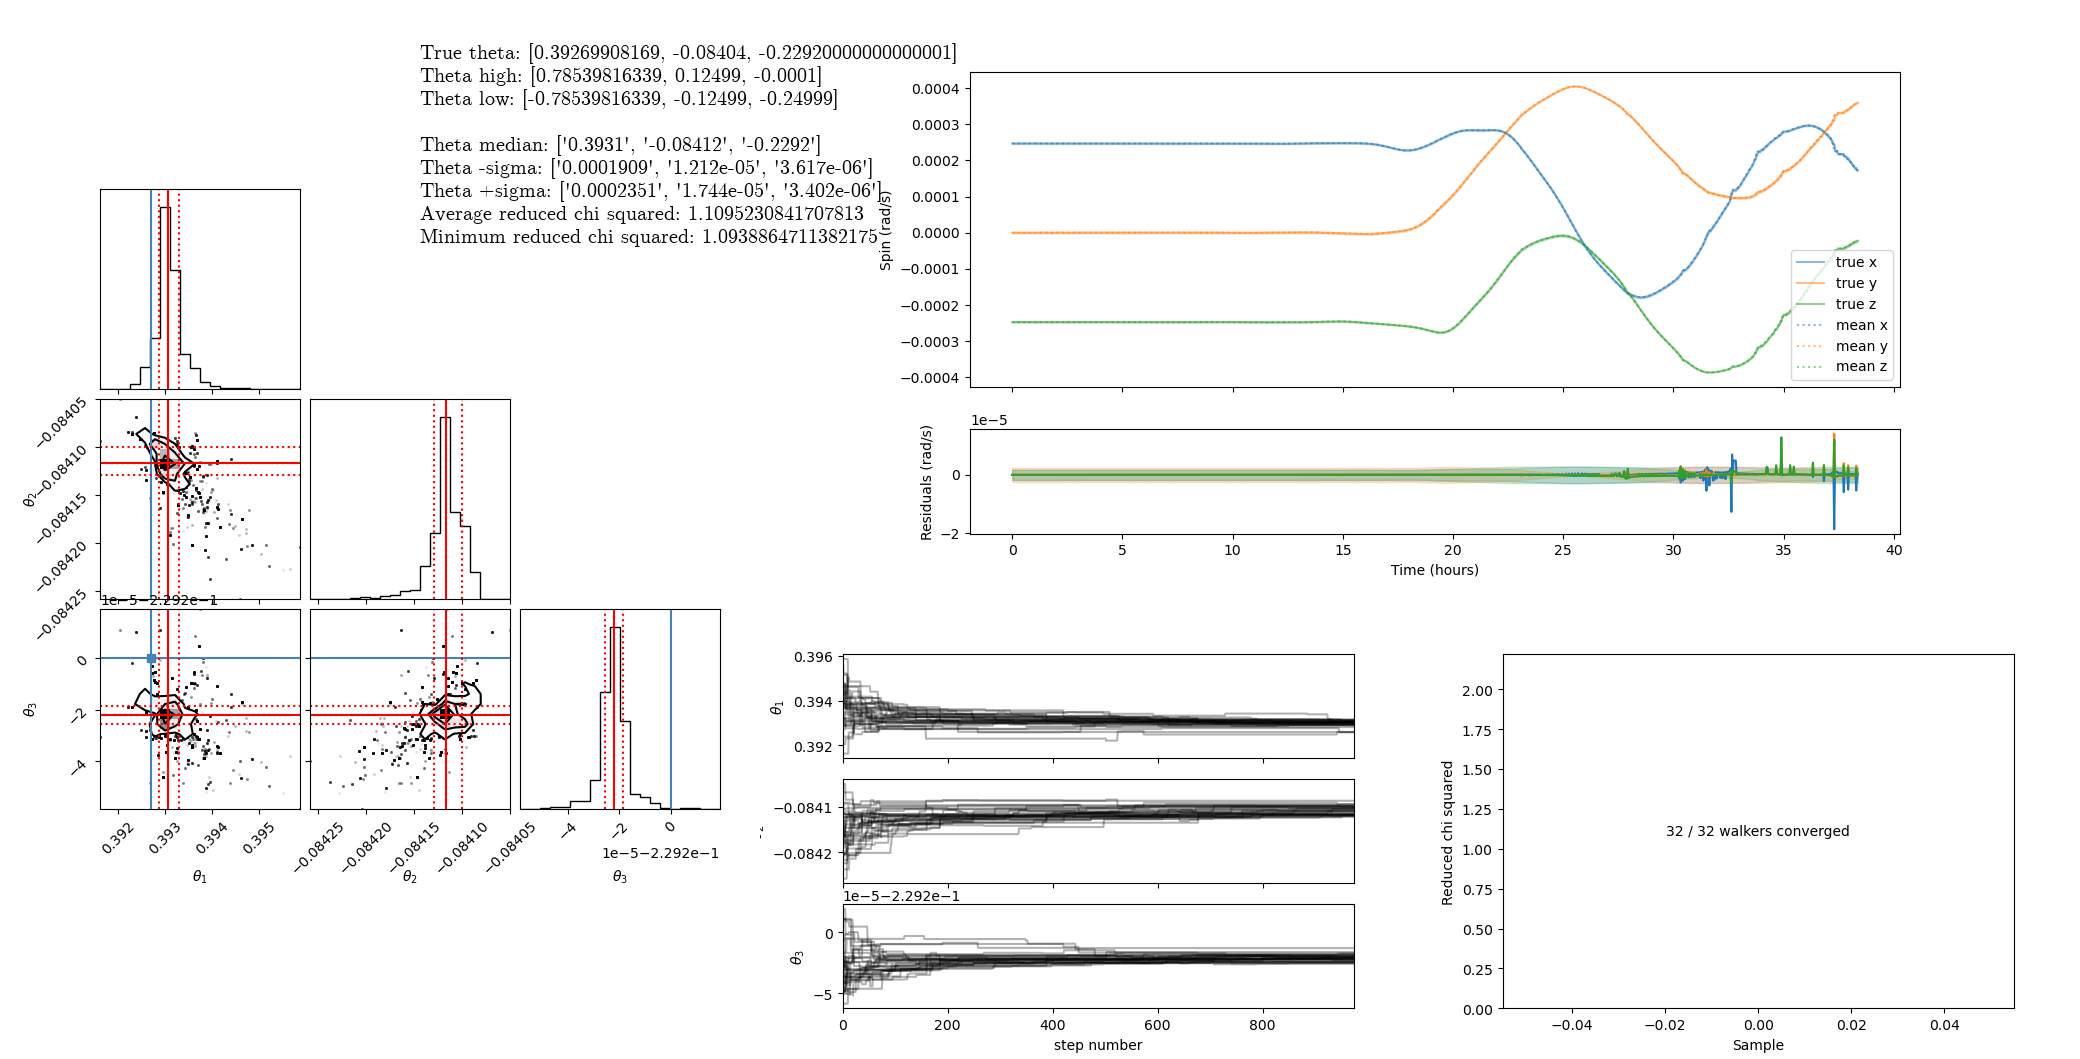 True theta: [0.39269908169, -0.08404, -0.22920000000000001]
Theta high: [0.78539816339, 0.12499, -0.0001]
Theta low: [-0.78539816339, -0.12499, -0.24999]
Theta median: ['0.3931', '-0.08412', '-0.2292']
Theta -sigma: ['0.0001909', '1.212e-05', '3.617e-06']
Theta +sigma: ['0.0002351', '1.744e-05', '3.402e-06']
Average reduced chi squared: 1.1095230841707813
Minimum reduced chi squared: 1.0938864711382175
0.0004
0.0003
0.0002
0.0001
0.0000
−0.0001
−0.0002
−0.0003
−0.0004
Spin (rad/s)
true x
true y
true z
mean x
mean y
mean z
1e−5
0
−2
Residuals (rad/s)
0
5
10
15
20
25
30
35
40
Time (hours)
−0.08405
−0.08410
−0.08415
−0.08420
−0.08425
θ2
1e−5−2.292e−1
0
−2
−4
θ3
0.392
0.393
0.394
0.395
θ1
−0.08425
−0.08420
−0.08415
−0.08410
−0.08405
θ2
−4
−2
0
1e−5−2.292e−1
θ3
0.396
0.394
0.392
θ1
−0.0841
−0.0842
1e−5−2.292e−1
0
−5
θ3
0
200
400
600
800
step number
2.00
1.75
1.50
1.25
1.00
0.75
0.50
0.25
0.00
Reduced chi squared
32 / 32 walkers converged
−0.04
−0.02
0.00
0.02
0.04
Sample